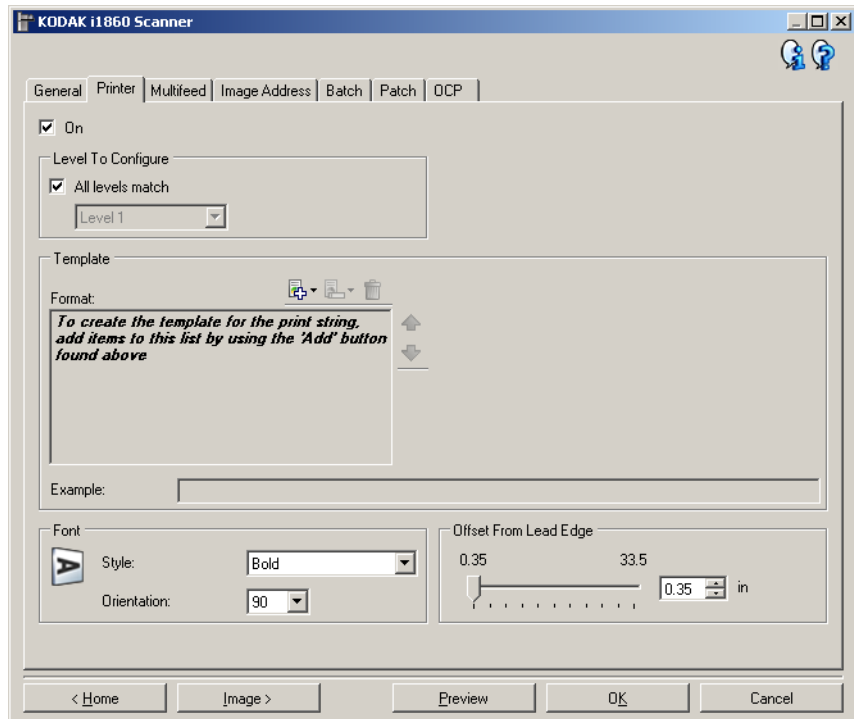 KODAK i1860 Scanner
General Printer Multifeed Image Address Batch Patch OCP
On
Level To Configure
All levels match
Level 1
Template
Format:
To create the template for the print string,
add items to this list by using the 'Add' button
found above
Example:
Font
A
Style: Bold
Orientation: 90
Offset From Lead Edge
0.35 33.5
0.35 in
< Home Image > Preview OK Cancel